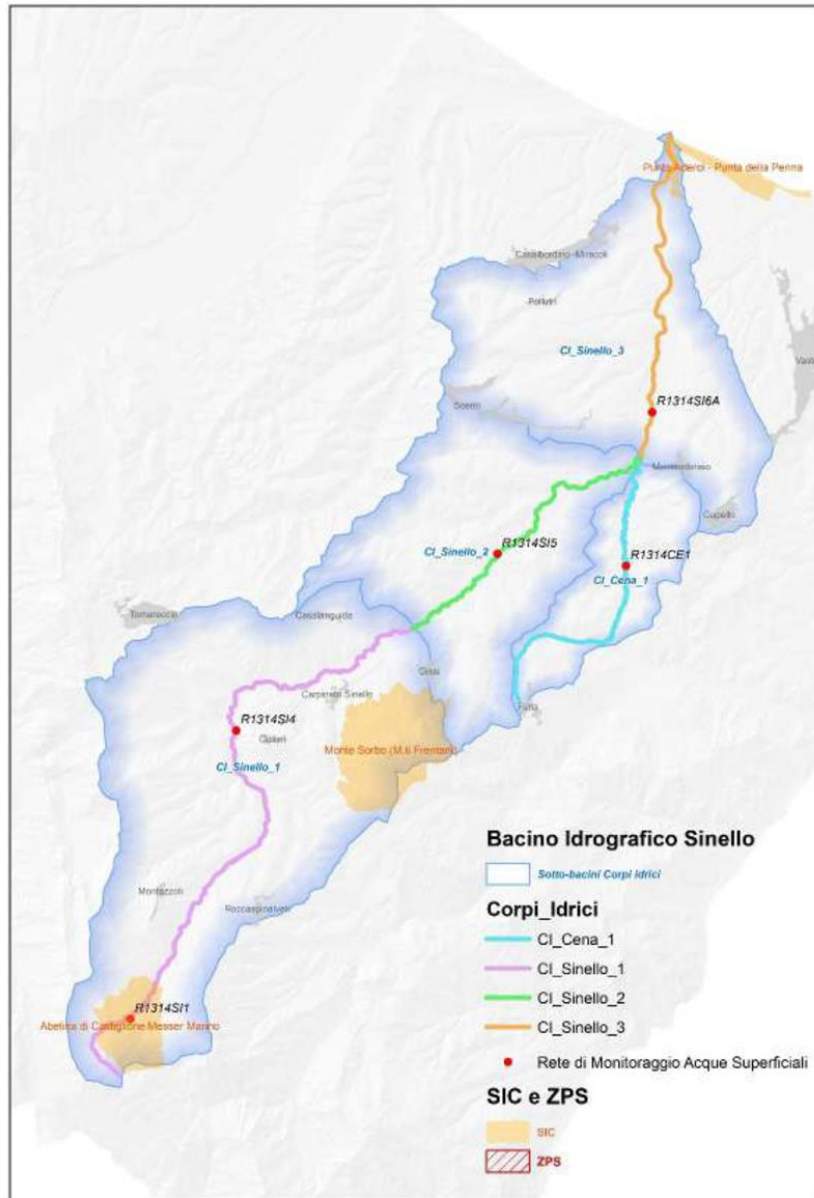 Punta Aderci - Punta della Penna
Casalbordino-Miracoli
Pollutri
CI_Sinello_3
Scerni
R1314SI6A
Monteodorisio
Cupello
CI_Sinello_2
R1314SI5
R1314CE1
CI_Cena_1
Casalanguida
Gissi
Furci
Carpineto Sinello
R1314SI4
Guilmi
Monte Sorbo (M.ti Frentani)
CI_Sinello_1
Montazzoli
Roccaspinalveti
R1314SI1
Abetina di Castiglione Messer Marino
Bacino Idrografico Sinello
Sotto-bacini Corpi Idrici
Corpi_Idrici
CI_Cena_1
CI_Sinello_1
CI_Sinello_2
CI_Sinello_3
Rete di Monitoraggio Acque Superficiali
SIC e ZPS
SIC
ZPS